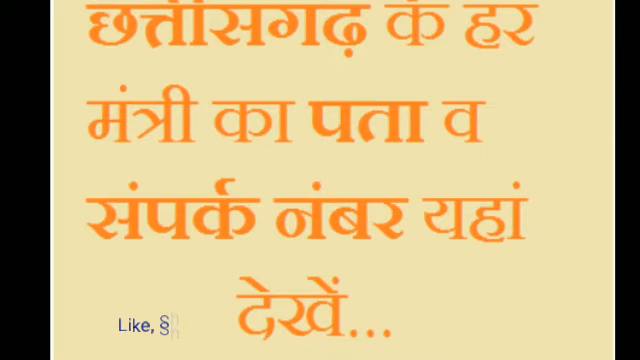 छत्तीसगढ़ के हर
मंत्री का पता व
संपर्क नंबर यहां
देखें...
Like,